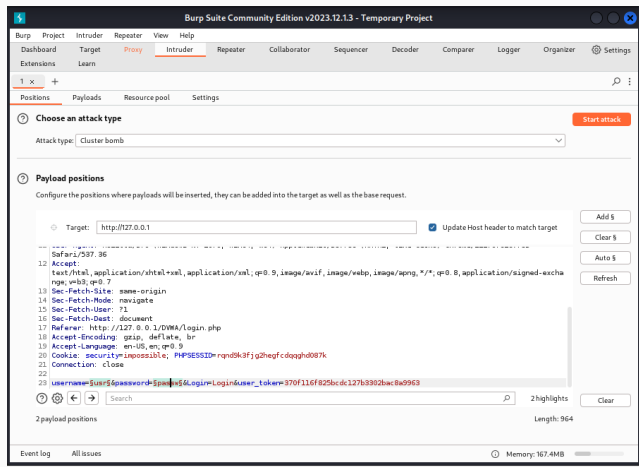 Burp Suite Community Edition v2023.12.1.3 - Temporary Project
Burp Project Intruder Repeater View Help
Dashboard Target Proxy Intruder Repeater Collaborator Sequencer Decoder Comparer Logger Organizer Settings
Extensions Learn
1 × +
Positions Payloads Resource pool Settings
? Choose an attack type
Start attack
Attack type: Cluster bomb
? Payload positions
Configure the positions where payloads will be inserted, they can be added into the target as well as the base request.
Add §
Target: http://127.0.0.1 Update Host header to match target
Clear §
Safari/537.36
Auto §
12 Accept:
text/html,application/xhtml+xml,application/xml;q=0.9,image/avif,image/webp,image/apng,*/*;q=0.8,application/signed-excha
Refresh
nge;v=b3;q=0.7
13 Sec-Fetch-Site: same-origin
14 Sec-Fetch-Mode: navigate
15 Sec-Fetch-User: ?1
16 Sec-Fetch-Dest: document
17 Referer: http://127.0.0.1/DVWA/login.php
18 Accept-Encoding: gzip, deflate, br
19 Accept-Language: en-US,en;q=0.9
20 Cookie: security=impossible; PHPSESSID=rqnd5k3fjg2hegfcdqqghd087k
21 Connection: close
22
23 username=§usr§&password=§pasw§&Login=Login&user_token=370f116f825bcdc127b3302bac8a9963
? Search 2 highlights Clear
2 payload positions Length: 964
Event log All issues Memory: 167.4MB